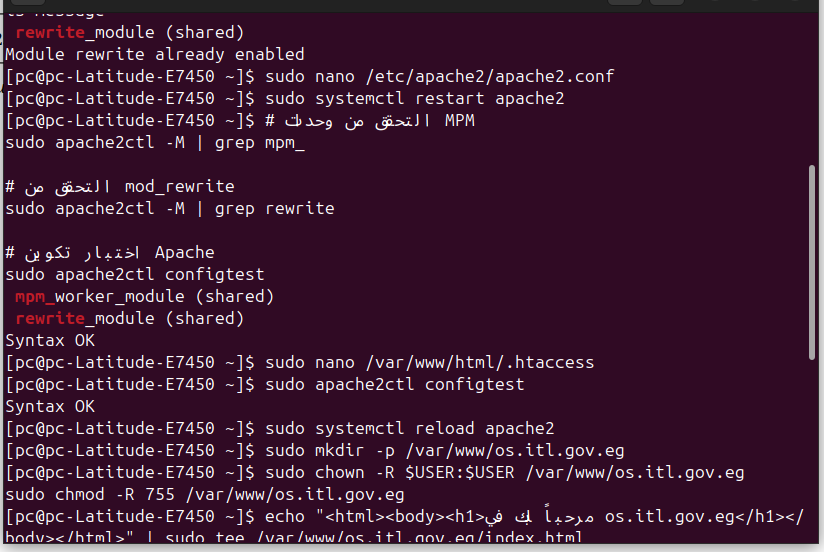 rewrite_module (shared)
Module rewrite already enabled
[pc@pc-Latitude-E7450 ~]$ sudo nano /etc/apache2/apache2.conf
[pc@pc-Latitude-E7450 ~]$ sudo systemctl restart apache2
[pc@pc-Latitude-E7450 ~]$ # التحقق من وحدات MPM
sudo apache2ctl -M | grep mpm_
# التحقق من mod_rewrite
sudo apache2ctl -M | grep rewrite
# اختبار تكوين Apache
sudo apache2ctl configtest
mpm_worker_module (shared)
rewrite_module (shared)
Syntax OK
[pc@pc-Latitude-E7450 ~]$ sudo nano /var/www/html/.htaccess
[pc@pc-Latitude-E7450 ~]$ sudo apache2ctl configtest
Syntax OK
[pc@pc-Latitude-E7450 ~]$ sudo systemctl reload apache2
[pc@pc-Latitude-E7450 ~]$ sudo mkdir -p /var/www/os.itl.gov.eg
[pc@pc-Latitude-E7450 ~]$ sudo chown -R $USER:$USER /var/www/os.itl.gov.eg
sudo chmod -R 755 /var/www/os.itl.gov.eg
[pc@pc-Latitude-E7450 ~]$ echo "<html><body><h1>مرحباً بك في os.itl.gov.eg</h1></
body></html>" | sudo tee /var/www/os.itl.gov.eg/index.html